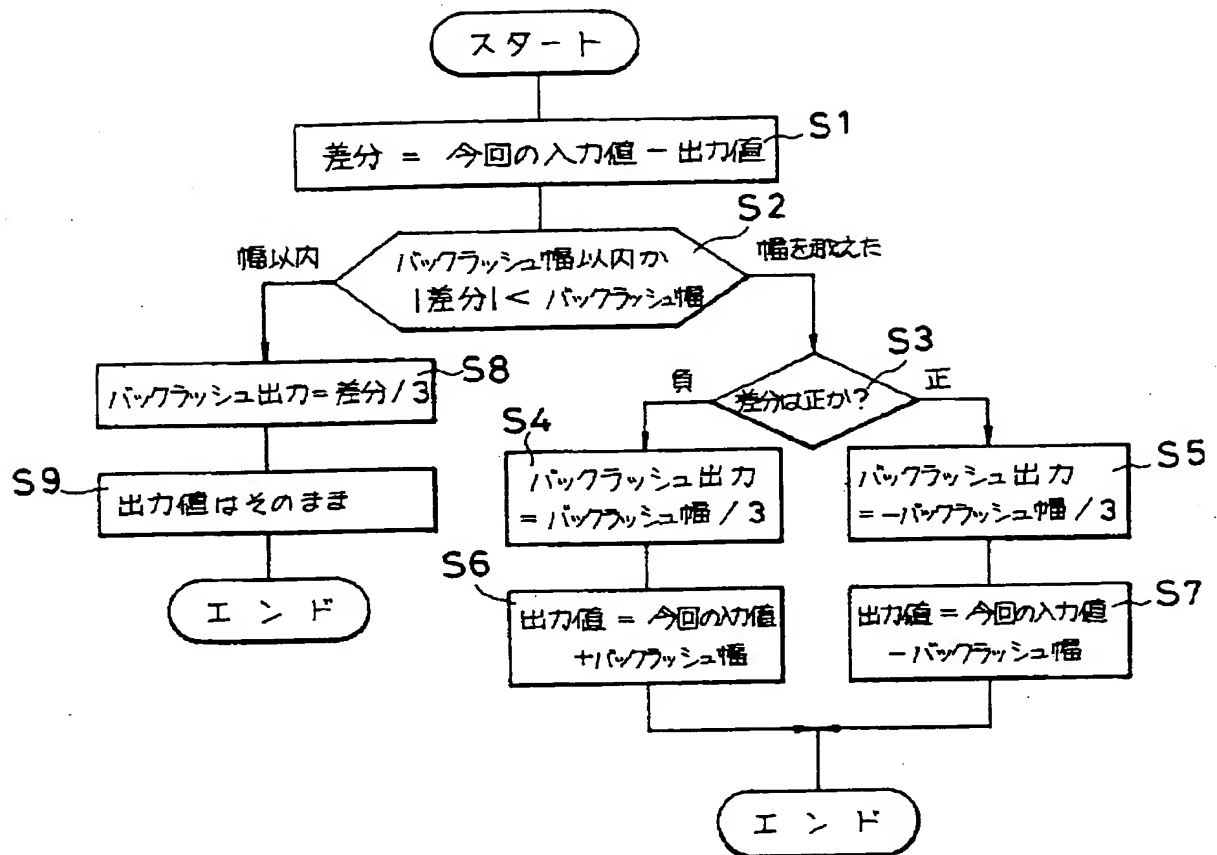 スタート
S1
差分 = 今回の入力値 - 出力値
S2
幅以内
バックラッシュ幅以内か
|差分| < バックラッシュ幅
幅を敢えた
S3
差分は正か?
負
正
S8
バックラッシュ出力=差分/3
S9
出力値はそのまま
エンド
S4
バックラッシュ出力
=バックラッシュ幅/3
S5
バックラッシュ出力
=-バックラッシュ幅/3
S6
出力値 = 今回の入力値
+バックラッシュ幅
S7
出力値 = 今回の入力値
-バックラッシュ幅
エンド